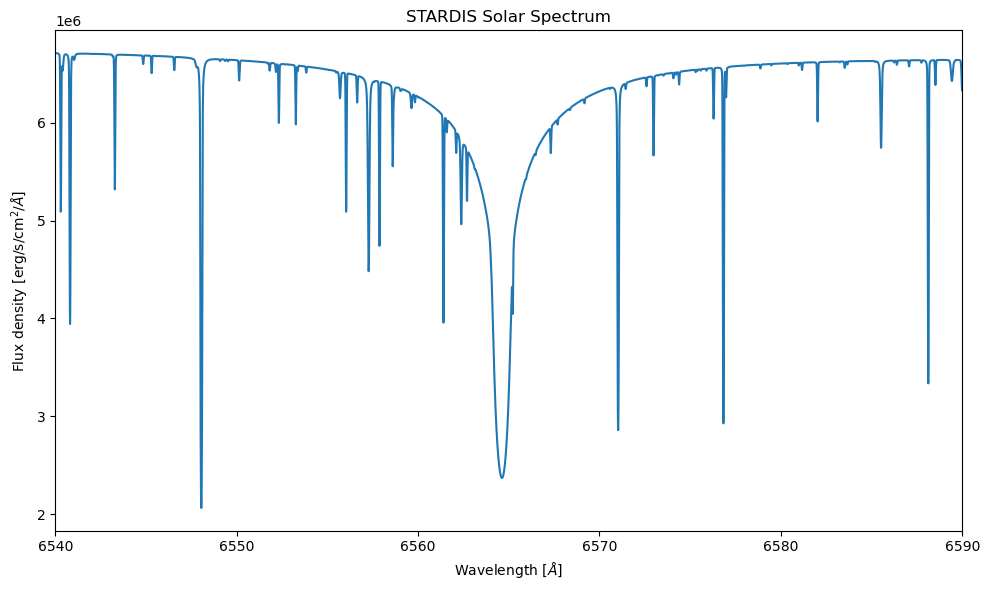 STARDIS Solar Spectrum
1e6
Flux density [erg/s/cm²/Å]
6
5
4
3
2
6540 6550 6560 6570 6580 6590
Wavelength [Å]